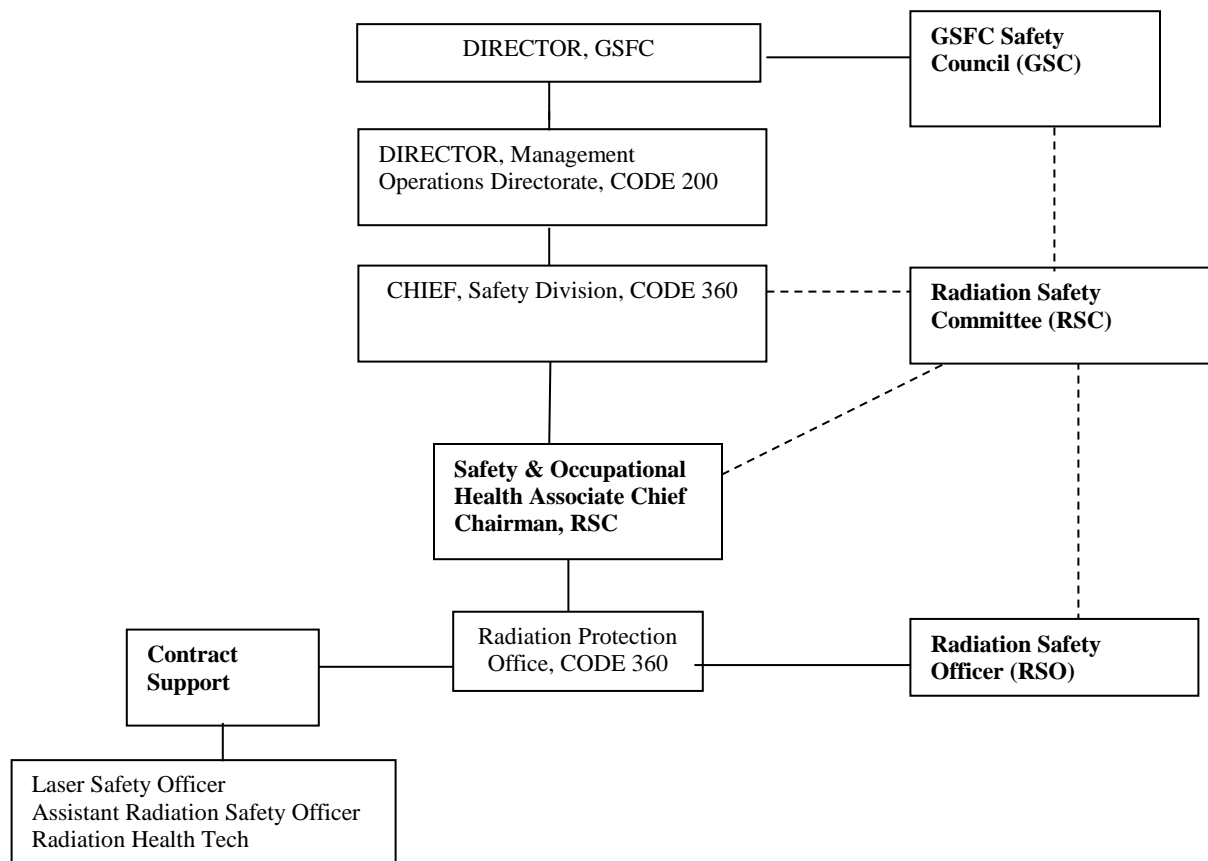 DIRECTOR, GSFC
GSFC Safety
Council (GSC)
DIRECTOR, Management
Operations Directorate, CODE 200
CHIEF, Safety Division, CODE 360
Radiation Safety
Committee (RSC)
Safety & Occupational
Health Associate Chief
Chairman, RSC
Radiation Protection
Office, CODE 360
Contract
Support
Radiation Safety
Officer (RSO)
Laser Safety Officer
Assistant Radiation Safety Officer
Radiation Health Tech